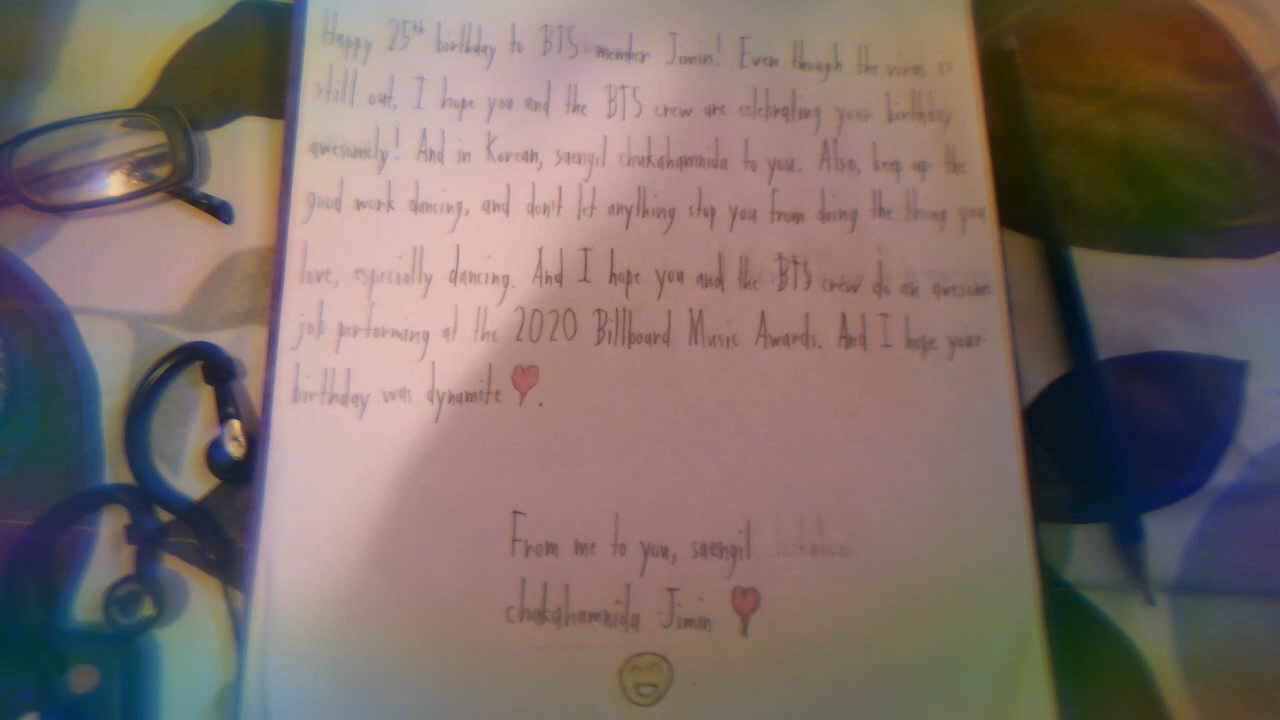 Happy 25th birthday to BTS member Jimin! Even though the virus is
still out, I hope you and the BTS crew are celebrating your birthday
awesomely! And in Korean, saengil chukahamnida to you. Also, keep up the
good work dancing, and don't let anything stop you from doing the thing you
love, especially dancing. And I hope you and the BTS crew do an awesome
job performing at the 2020 Billboard Music Awards. And I hope your
birthday was dynamite
From me to you, saengil
chukahamnida Jimin